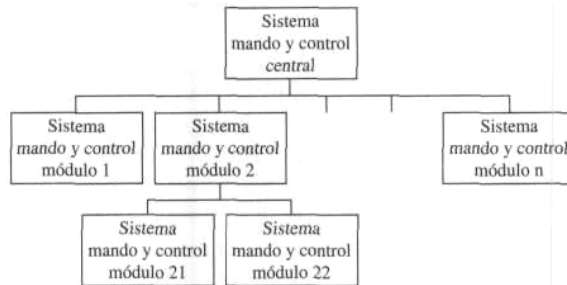 Sistema
mando y control
central
Sistema
mando y control
módulo 1
Sistema
mando y control
módulo 2
Sistema
mando y control
módulo n
Sistema
mando y control
módulo 21
Sistema
mando y control
módulo 22